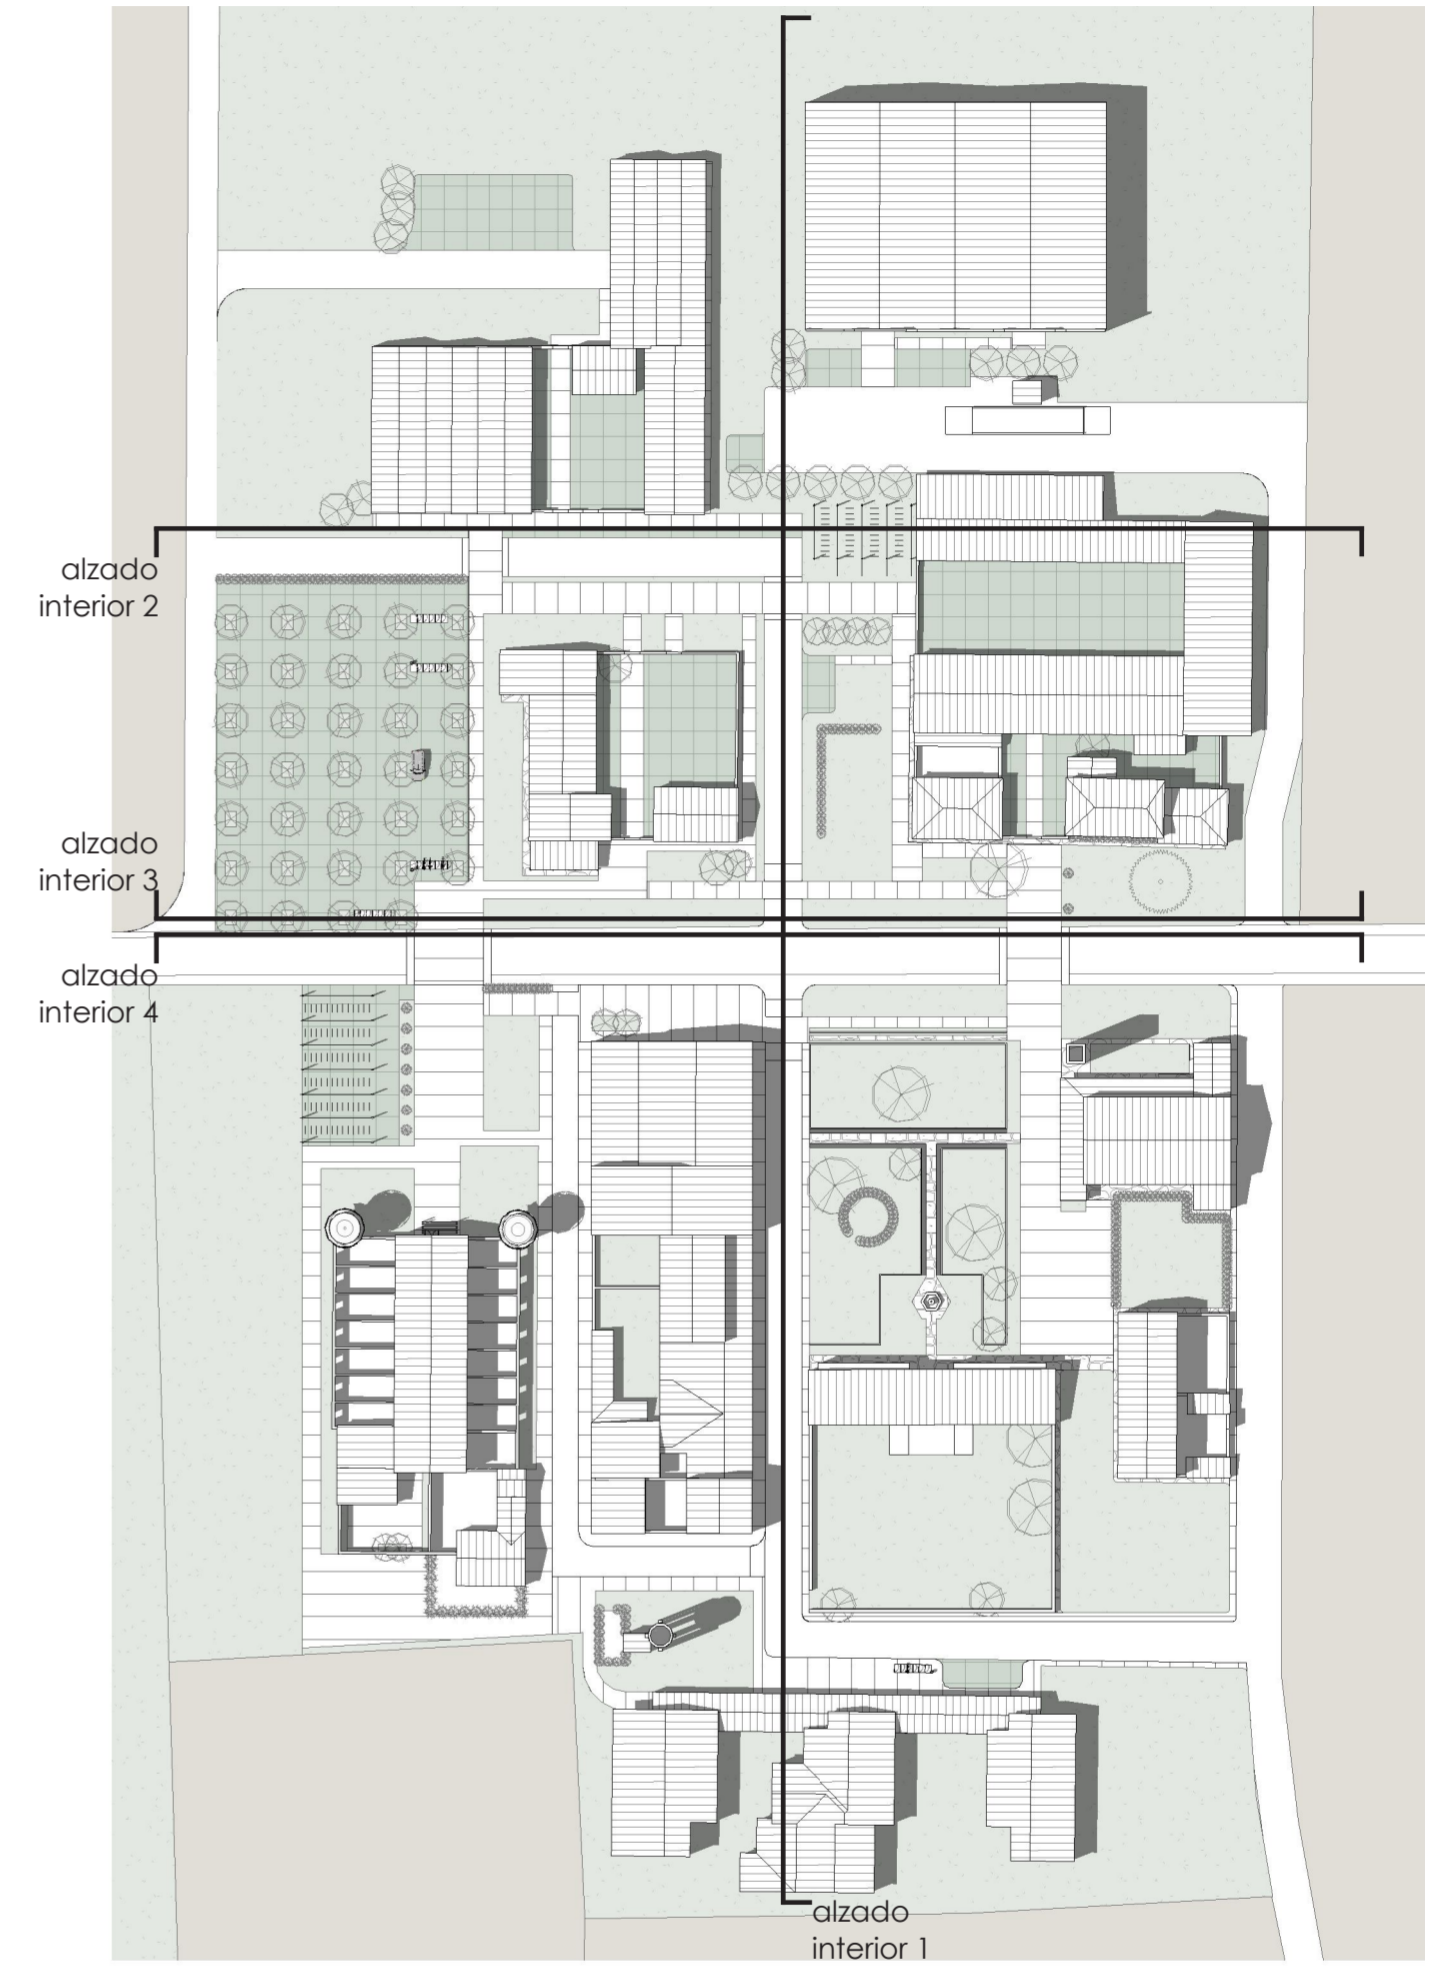 alzado
interior 2
alzado
interior 3
alzado
interior 4
alzado
interior 1